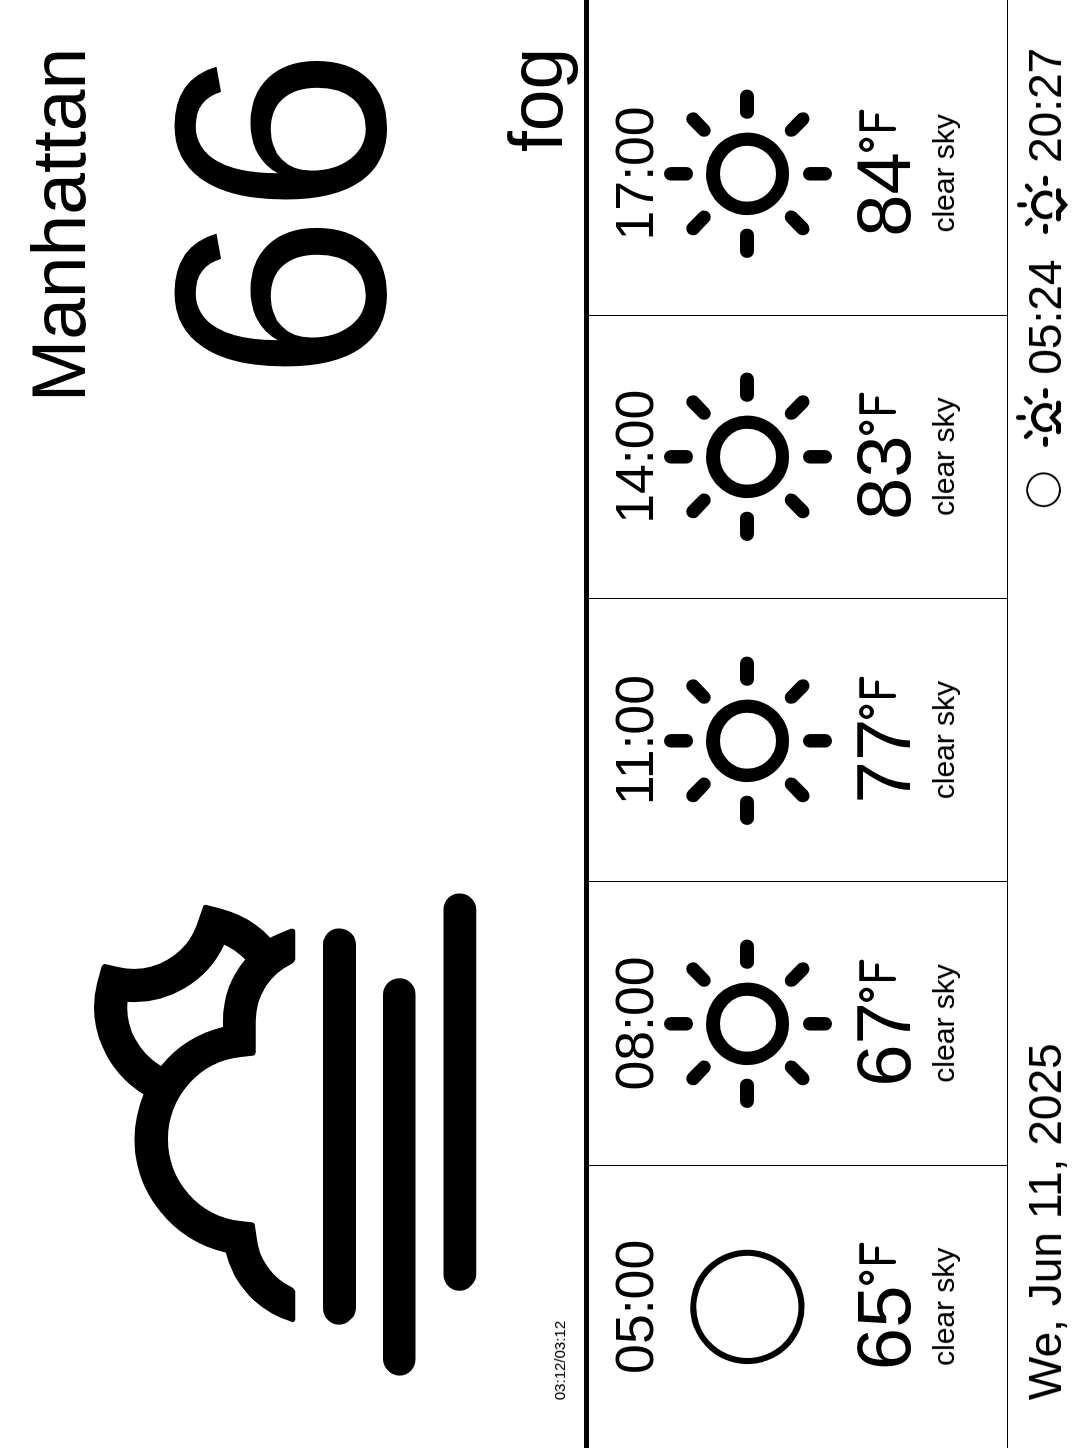 Manhattan
66
fog
03:12/03:12
05:00
65°F
clear sky
08:00
67°F
clear sky
11:00
77°F
clear sky
14:00
83°F
clear sky
17:00
84°F
clear sky
We, Jun 11, 2025
05:24
20:27